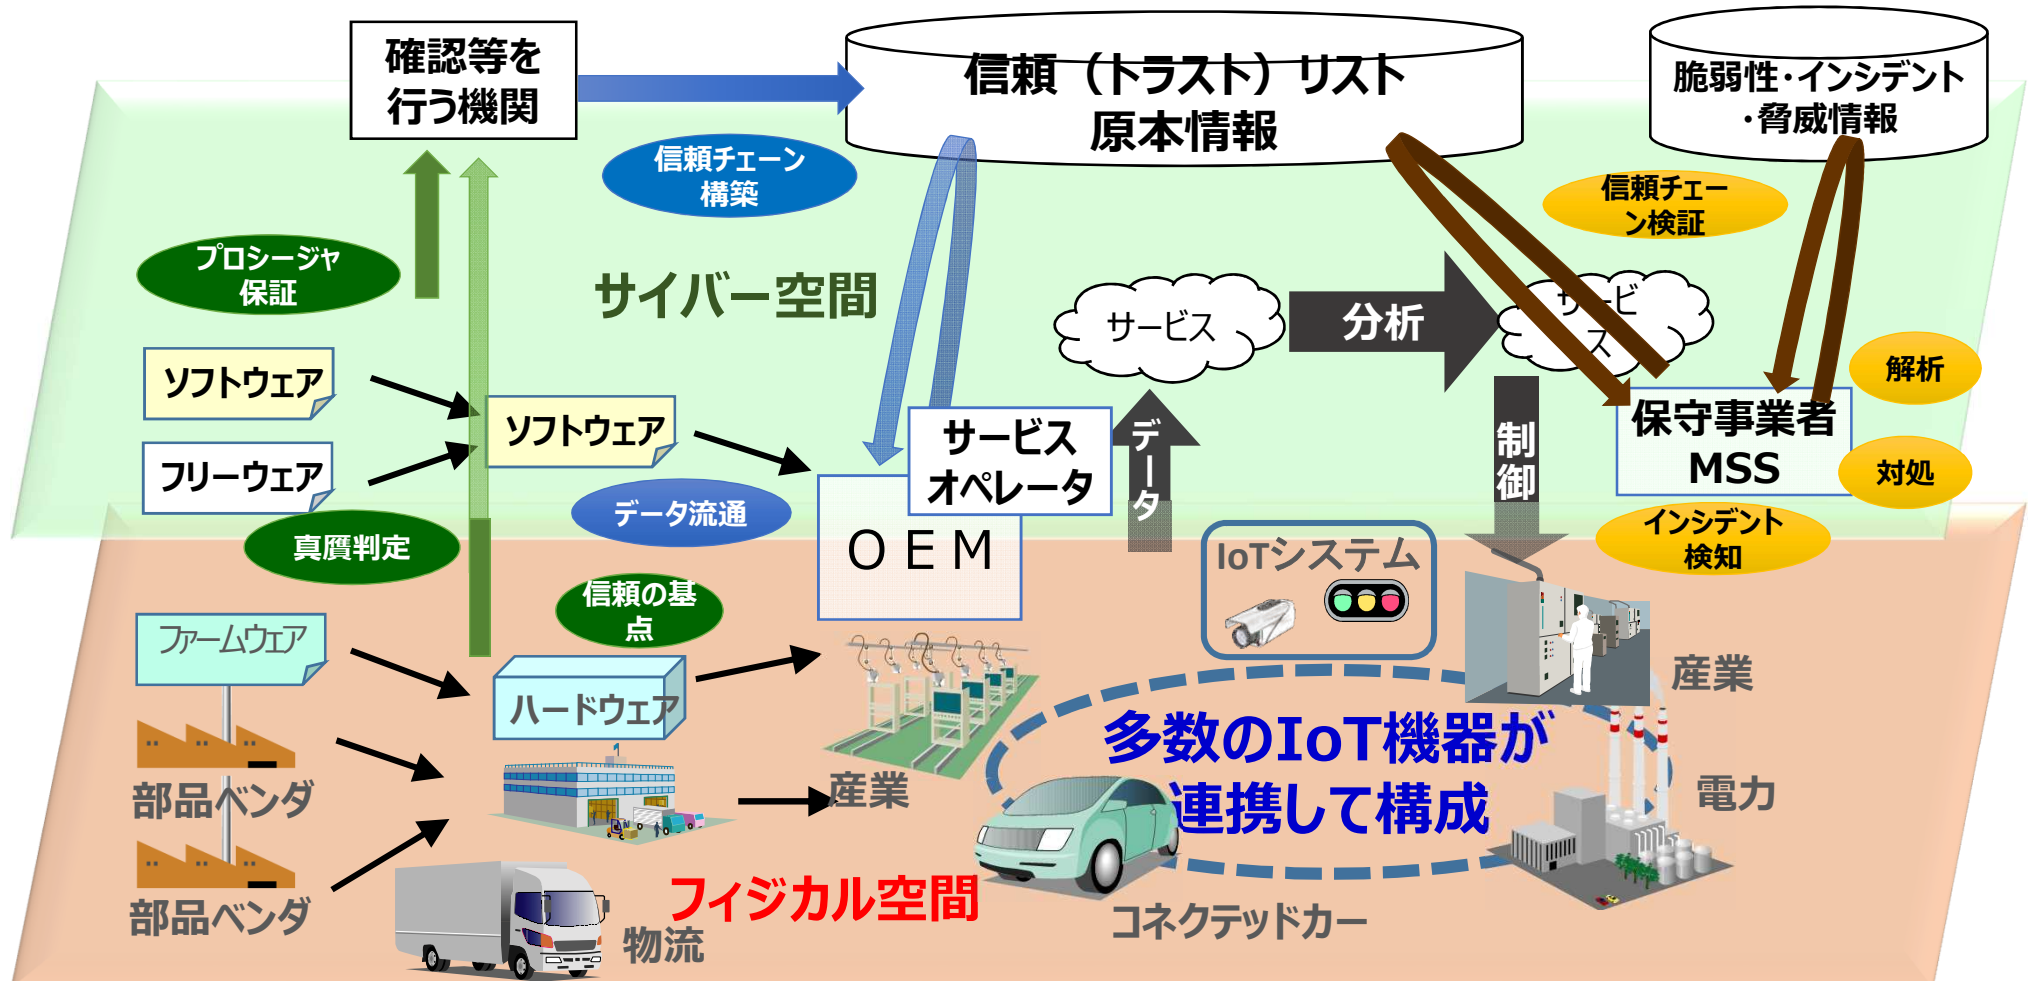 確認等を
行う機関
信頼（トラスト）リスト
原本情報
脆弱性・インシデント
・脅威情報
信頼チェーン
構築
信頼チェー
ン検証
プロシージャ
保証
サイバー空間
サービス
分析
サービ
ス
ソフトウェア
ソフトウェア
フリーウェア
サービス
オペレータ
データ
制御
保守事業者
MSS
解析
対処
データ流通
真贋判定
ＯＥＭ
IoTシステム
インシデント
検知
信頼の基
点
ファームウェア
ハードウェア
産業
多数のIoT機器が
連携して構成
部品ベンダ
産業
電力
部品ベンダ
フィジカル空間
物流
コネクテッドカー